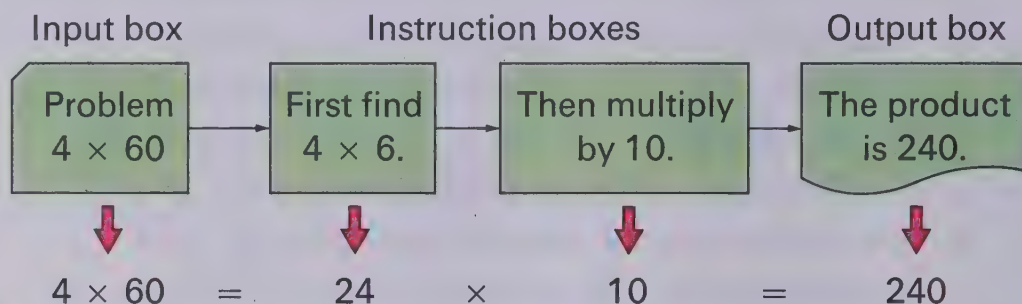 Input box
Instruction boxes
Output box
Problem
4 × 60
First find
4 × 6.
Then multiply
by 10.
The product
is 240.
4 × 60 = 24 × 10 = 240